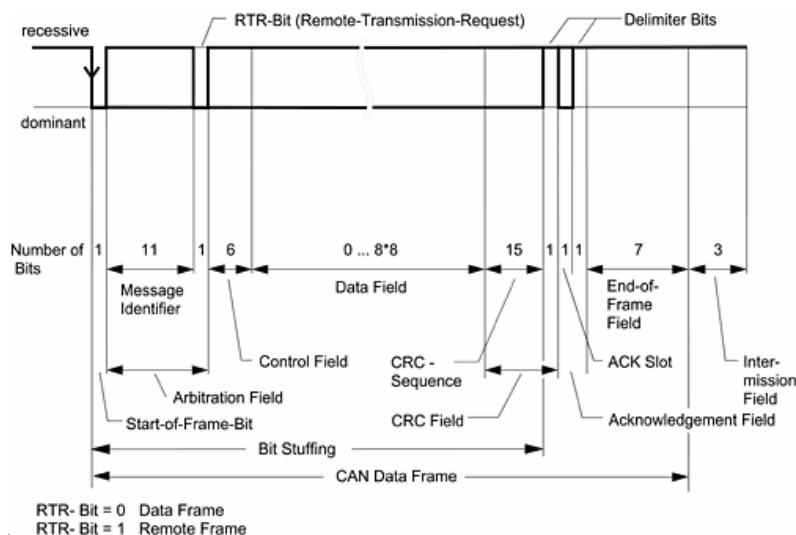 RTR-Bit (Remote-Transmission-Request)
Delimiter Bits
recessive
dominant
Number of
Bits
1
11
1
6
0 ... 8*8
15
1
1
1
7
3
Message
Identifier
Data Field
End-of-
Frame
Field
Control Field
CRC -
Sequence
ACK Slot
Inter-
mission
Field
Arbitration Field
CRC Field
Acknowledgement Field
Start-of-Frame-Bit
Bit Stuffing
CAN Data Frame
RTR- Bit = 0 Data Frame
RTR- Bit = 1 Remote Frame